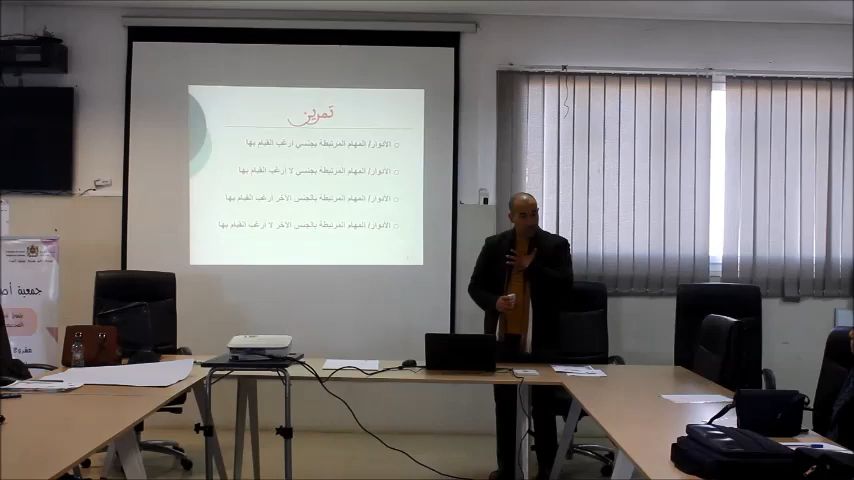 تمرين
الأدوار/ المهام المرتبطة بجنسي أرغب القيام بها
الأدوار/ المهام المرتبطة بجنسي لا أرغب القيام بها
الأدوار/ المهام المرتبطة بالجنس الآخر أرغب القيام بها
الأدوار/ المهام المرتبطة بالجنس الآخر لا أرغب القيام بها
جمعية